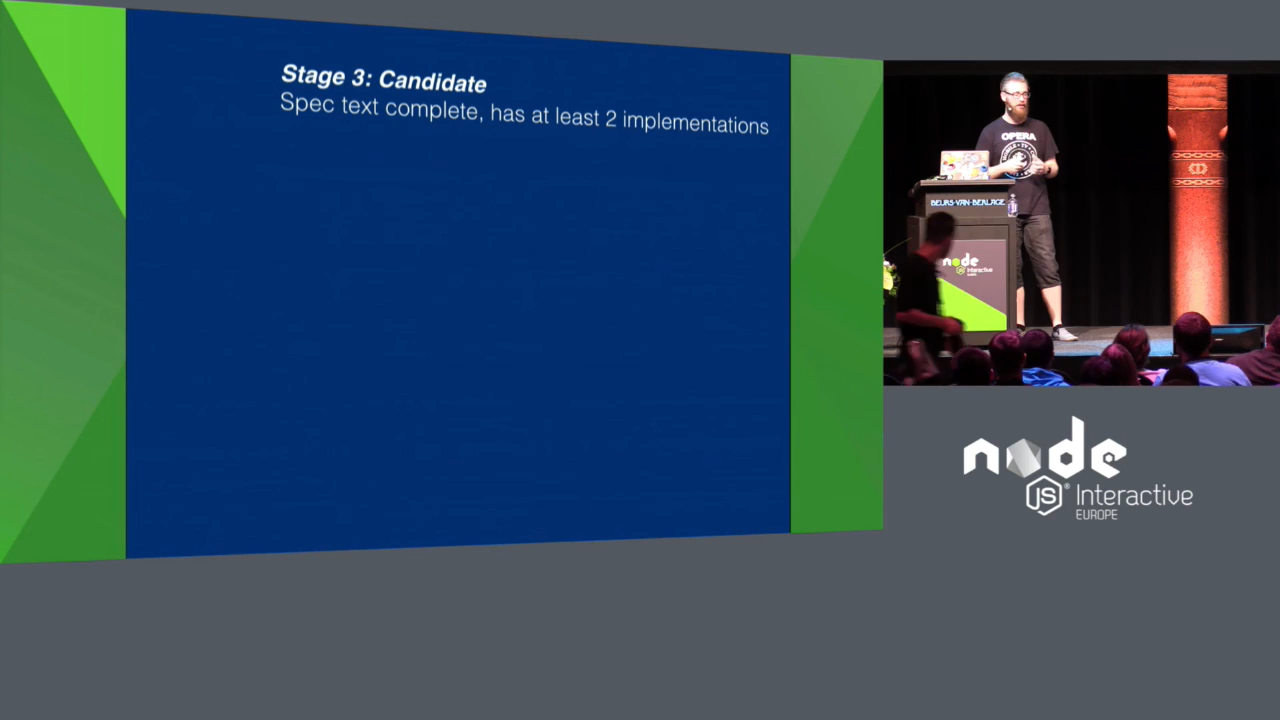 Stage 3: Candidate
Spec text complete, has at least 2 implementations
OPERA
BEURS-VAN-BERLAGE
node
JS Interactive
node
JS® Interactive
EUROPE